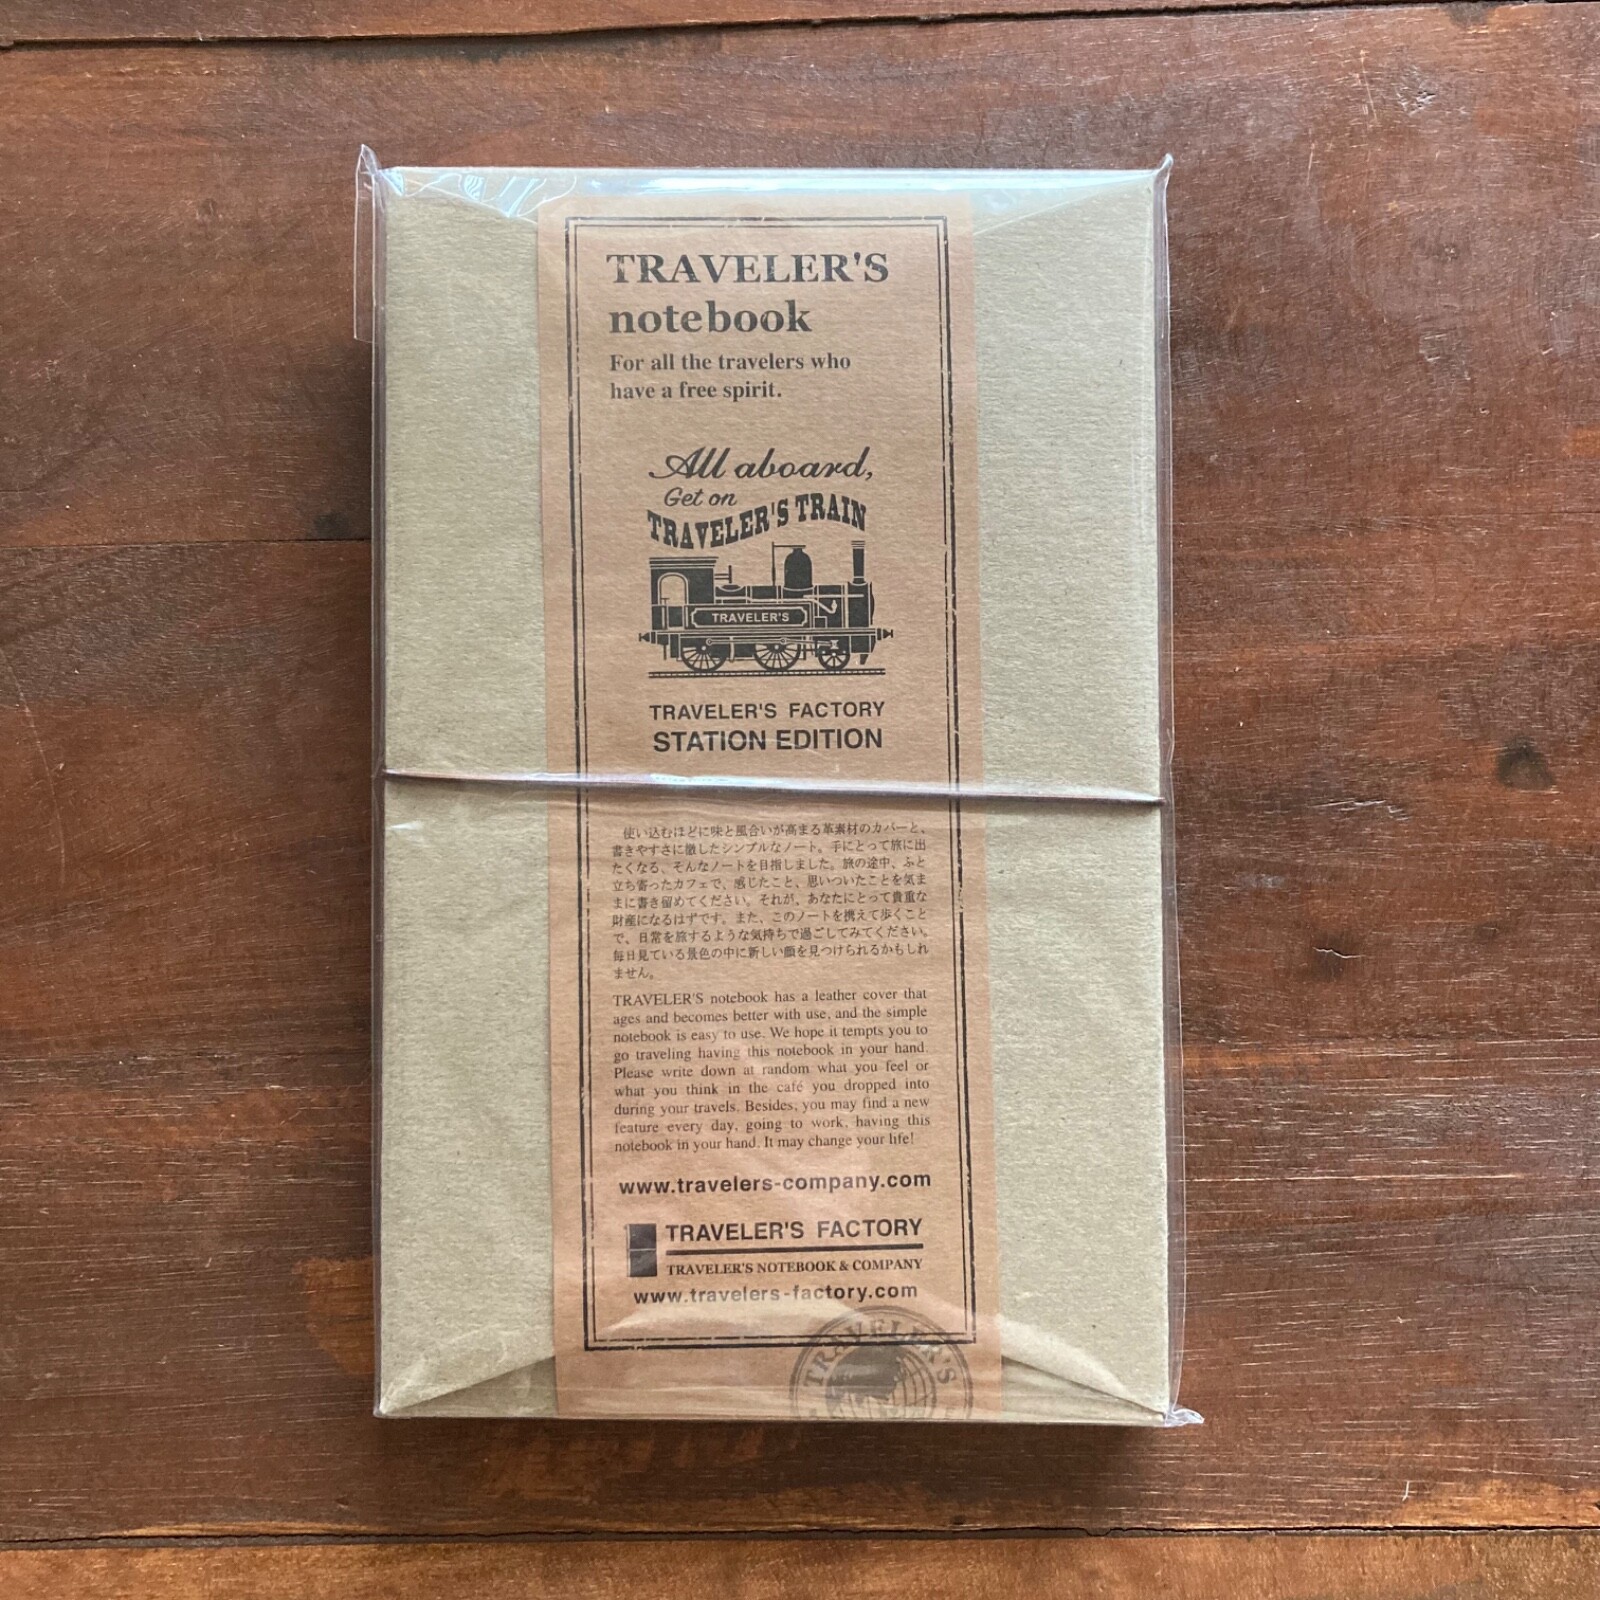 TRAVELER'S
notebook
For all the travelers who
have a free spirit.
All aboard,
Get on
TRAVELER'S TRAIN
TRAVELER'S
TRAVELER'S FACTORY
STATION EDITION
使い込むほどに味と風合いが高まる革素材のカバーと、
書きやすさに徹したシンプルなノート。手にとって旅に出
たくなる、そんなノートを目指しました。旅の途中、ふと
立ち寄ったカフェで、感じたこと、思いついたことを気ま
まに書き留めてください。それが、あなたにとって貴重な
財産になるはずです。また、このノートを携えて歩くこと
で、日常を旅するような気持ちで過ごしてみてください。
毎日見ている景色の中に新しい顔を見つけられるかもしれ
ません。
TRAVELER'S notebook has a leather cover that
ages and becomes better with use, and the simple
notebook is easy to use. We hope it tempts you to
go traveling having this notebook in your hand.
Please write down at random what you feel or
what you think in the café you dropped into
during your travels. Besides, you may find a new
feature every day, going to work, having this
notebook in your hand. It may change your life!
www.travelers-company.com
TRAVELER'S FACTORY
TRAVELER'S NOTEBOOK & COMPANY
www.travelers-factory.com
TRAVELER'S